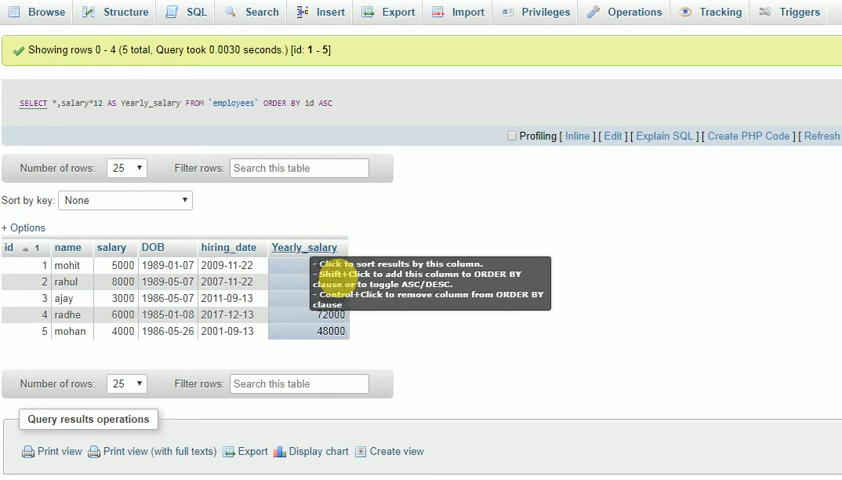 Browse Structure SQL Search Insert Export Import Privileges Operations Tracking Triggers
Showing rows 0 - 4 (5 total, Query took 0.0030 seconds.) [id: 1 - 5]
SELECT *,salary*12 AS Yearly_salary FROM `employees` ORDER BY id ASC
Profiling [ Inline ] [ Edit ] [ Explain SQL ] [ Create PHP Code ] [ Refresh
Number of rows: 25 Filter rows: Search this table
Sort by key: None
+ Options
id 1 name salary DOB hiring_date Yearly_salary
1 mohit 5000 1989-01-07 2009-11-22
2 rahul 8000 1989-05-07 2007-11-22
3 ajay 3000 1986-05-07 2011-09-13
4 radhe 6000 1985-01-08 2017-12-13 72000
5 mohan 4000 1986-05-26 2001-09-13 48000
- Click to sort results by this column.
- Shift+Click to add this column to ORDER BY
clause or to toggle ASC/DESC.
- Control+Click to remove column from ORDER BY
clause
Number of rows: 25 Filter rows: Search this table
Query results operations
Print view Print view (with full texts) Export Display chart Create view